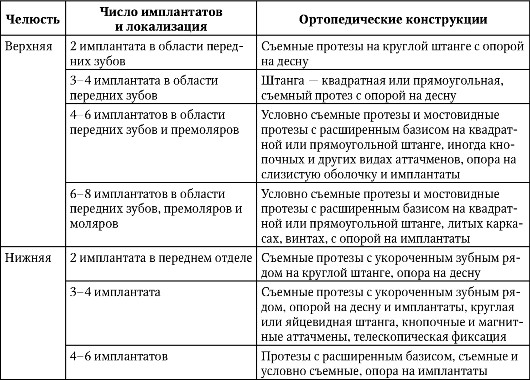 Челюсть
Число имплантатов
и локализация
Ортопедические конструкции
Верхняя
2 имплантата в области перед-
них зубов
Съемные протезы на круглой штанге с опорой
на десну
3–4 имплантата в области
передних зубов
Штанга — квадратная или прямоугольная,
съемный протез с опорой на десну
4–6 имплантатов в области
передних зубов и премоляров
Условно съемные протезы и мостовидные
протезы с расширенным базисом на квадрат-
ной или прямоугольной штанге, иногда кно-
почных и других видах аттачменов, опора на
слизистую оболочку и имплантаты
6–8 имплантатов в области
передних зубов, премоляров и
моляров
Условно съемные протезы и мостовидные
протезы с расширенным базисом на квадрат-
ной или прямоугольной штанге, литых карка-
сах, винтах, с опорой на имплантаты
Нижняя
2 имплантата в переднем отделе
Съемные протезы с укороченным зубным ря-
дом на круглой штанге, опора на десну
3–4 имплантата
Съемные протезы с укороченным зубным ря-
дом, опорой на десну и имплантаты, круглая
или яйцевидная штанга, кнопочные и магнит-
ные аттачмены, телескопическая фиксация
4–6 имплантатов
Протезы с расширенным базисом, съемные и
условно съемные, опора на имплантаты